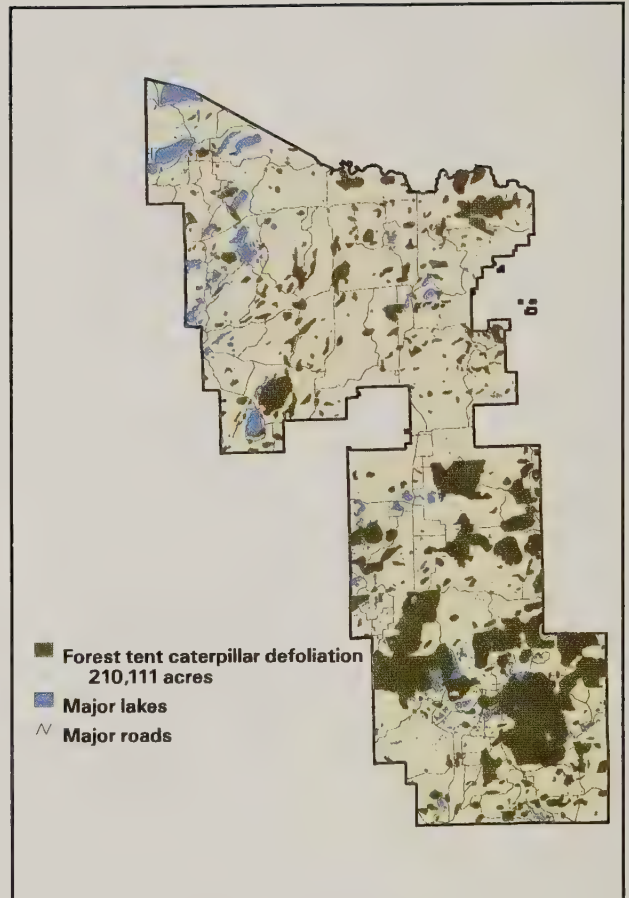 Forest tent caterpillar defoliation
210,111 acres
Major lakes
Major roads